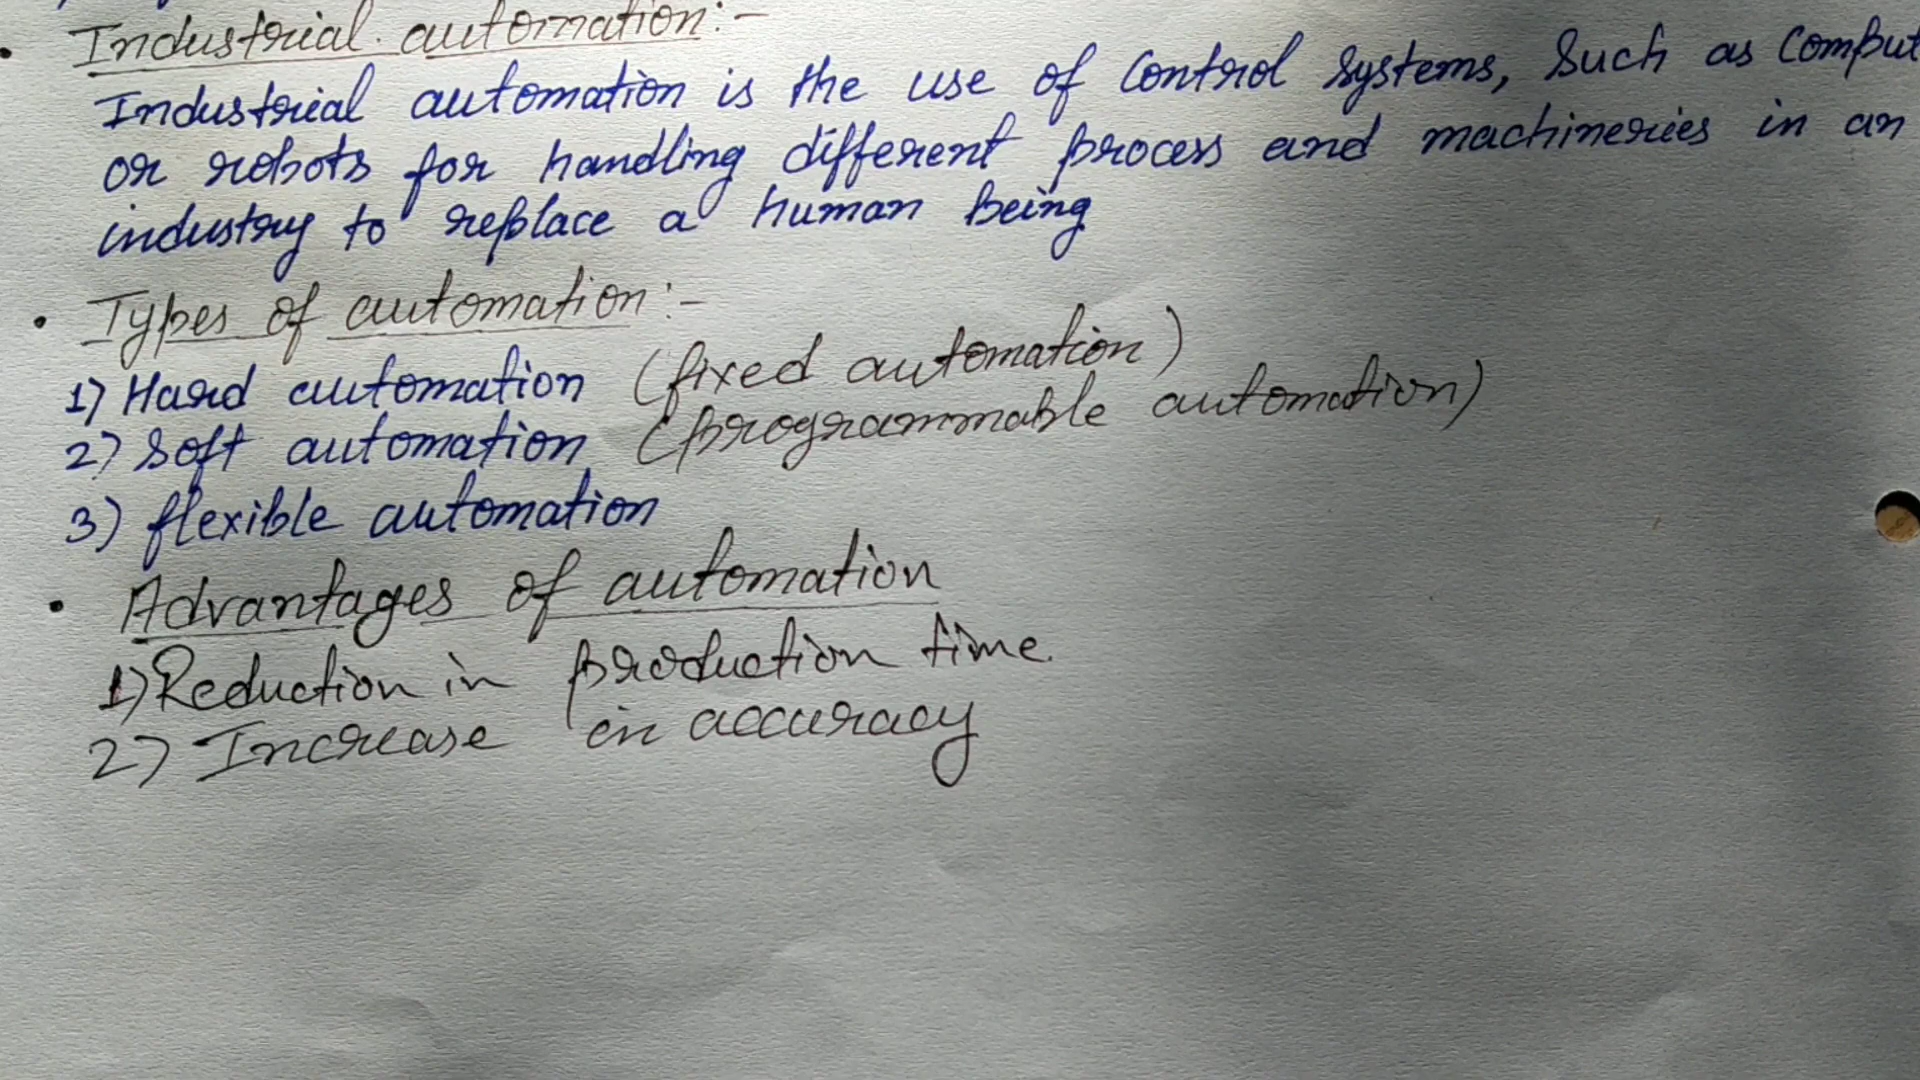 • Industrial automation:-
Industrial automation is the use of Control Systems, Such as Comput
or robots for handling different process and machineries in an
industry to replace a human being
• Types of automation:-
1) Hard automation (fixed automation)
2) Soft automation (programmable automation)
3) flexible automation
• Advantages of automation
1) Reduction in production time.
2) Increase in accuracy